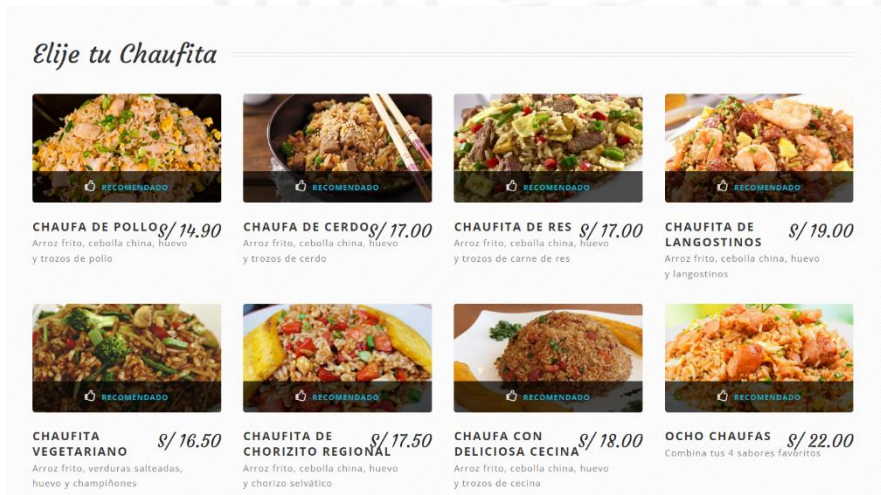 Elije tu Chaufita
RECOMENDADO
RECOMENDADO
RECOMENDADO
RECOMENDADO
CHAUFA DE POLLO S/ 14.90
Arroz frito, cebolla china, huevo
y trozos de pollo
CHAUFA DE CERDO S/ 17.00
Arroz frito, cebolla china, huevo
y trozos de cerdo
CHAUFITA DE RES S/ 17.00
Arroz frito, cebolla china, huevo
y trozos de carne de res
CHAUFITA DE S/ 19.00
LANGOSTINOS
Arroz frito, cebolla china, huevo
y langostinos
RECOMENDADO
RECOMENDADO
RECOMENDADO
RECOMENDADO
CHAUFITA S/ 16.50
VEGETARIANO
Arroz frito, verduras salteadas,
huevo y champiñones
CHAUFITA DE S/ 17.50
CHORIZITO REGIONAL
Arroz frito, cebolla china, huevo
y chorizo selvático
CHAUFA CON S/ 18.00
DELICIOSA CECINA
Arroz frito, cebolla china, huevo
y trozos de cecina
OCHO CHAUFAS S/ 22.00
Combina tus 4 sabores favoritos